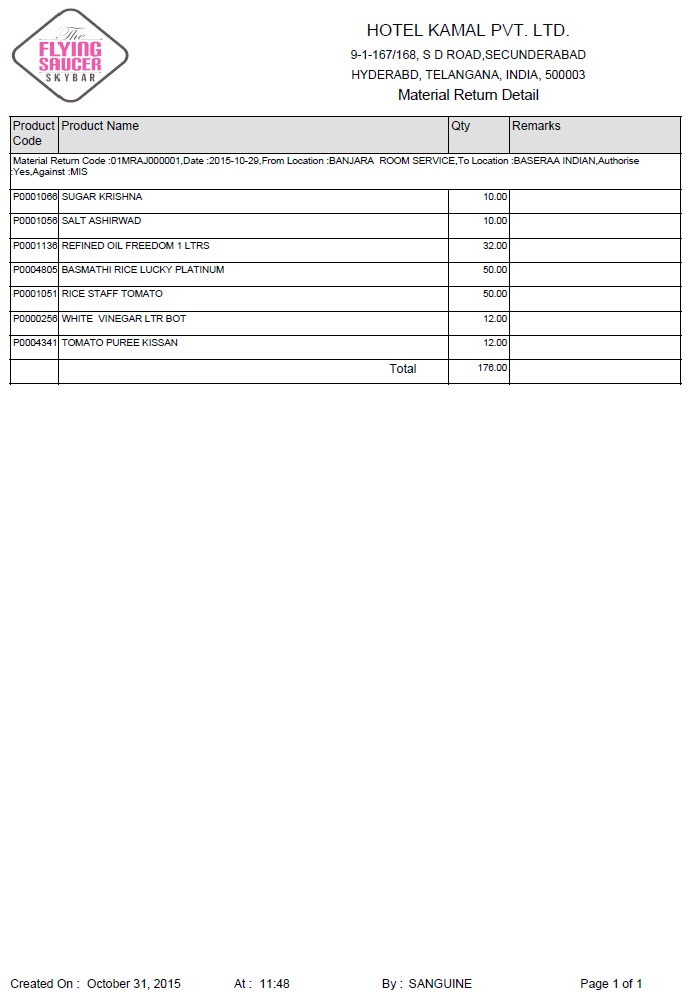 The
FLYING
SAUCER
SKYBAR
HOTEL KAMAL PVT. LTD.
9-1-167/168, S D ROAD,SECUNDERABAD
HYDERABD, TELANGANA, INDIA, 500003
Material Return Detail
Product Code Product Name Qty Remarks
Material Return Code :01MRAJ000001,Date :2015-10-29,From Location :BANJARA  ROOM SERVICE,To Location :BASERAA INDIAN,Authorise
:Yes,Against :MIS
P0001066 SUGAR KRISHNA 10.00
P0001056 SALT ASHIRWAD 10.00
P0001136 REFINED OIL FREEDOM 1 LTRS 32.00
P0004805 BASMATHI RICE LUCKY PLATINUM 50.00
P0001051 RICE STAFF TOMATO 50.00
P0000256 WHITE  VINEGAR LTR BOT 12.00
P0004341 TOMATO PUREE KISSAN 12.00
Total 176.00
Created On : October 31, 2015 At : 11:48 By : SANGUINE Page 1 of 1